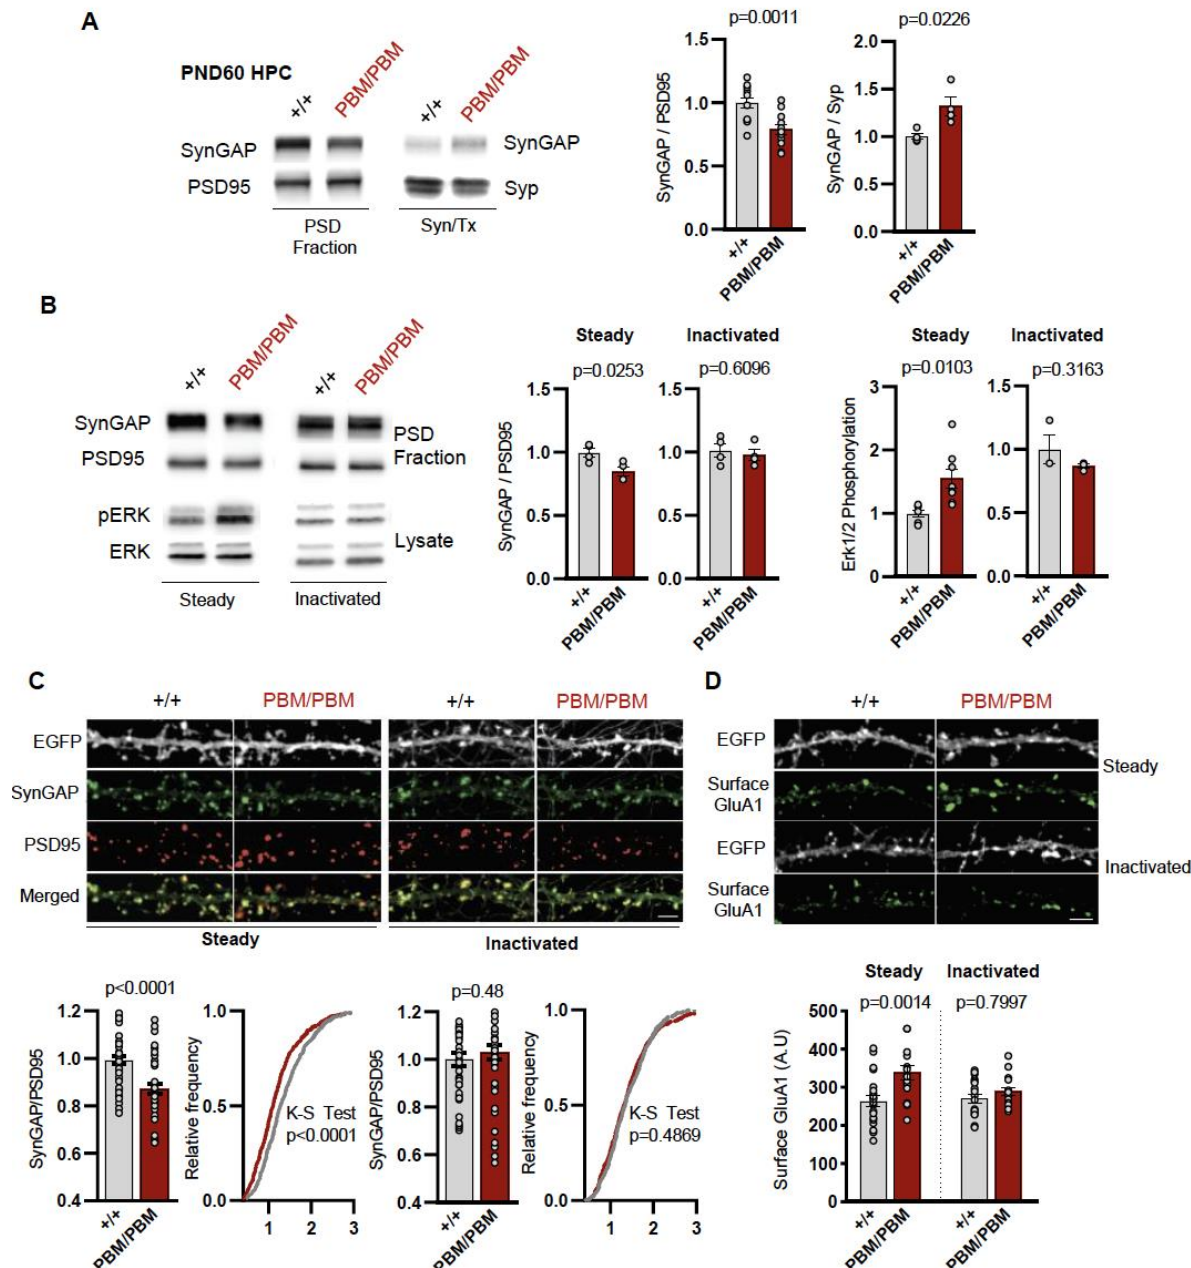 A
PND60 HPC
+/+
PBM/PBM
+/+
PBM/PBM
SynGAP
SynGAP
PSD95
Syp
PSD
Fraction
Syn/Tx
p=0.0011
SynGAP / PSD95
1.5
1.0
0.5
0.0
+/+
PBM/PBM
p=0.0226
SynGAP / Syp
2.0
1.5
1.0
0.5
0.0
+/+
PBM/PBM
B
+/+
PBM/PBM
+/+
PBM/PBM
SynGAP
PSD95
PSD
Fraction
pERK
ERK
Lysate
Steady
Inactivated
Steady
p=0.0253
SynGAP / PSD95
1.5
1.0
0.5
0.0
+/+
PBM/PBM
Inactivated
p=0.6096
1.5
1.0
0.5
0.0
+/+
PBM/PBM
Steady
p=0.0103
Erk1/2 Phosphorylation
3
2
1
0
+/+
PBM/PBM
Inactivated
p=0.3163
1.5
1.0
0.5
0.0
+/+
PBM/PBM
C
+/+
PBM/PBM
+/+
PBM/PBM
EGFP
SynGAP
PSD95
Merged
Steady
Inactivated
p<0.0001
SynGAP/PSD95
1.2
1.0
0.8
0.6
0.4
+/+
PBM/PBM
Relative frequency
1.0
0.5
0.0
K-S Test
p<0.0001
1 2 3
p=0.48
SynGAP/PSD95
1.2
1.0
0.8
0.6
0.4
+/+
PBM/PBM
Relative frequency
1.0
0.5
0.0
K-S Test
p=0.4869
1 2 3
D
+/+
PBM/PBM
EGFP
Surface
GluA1
Steady
EGFP
Surface
GluA1
Inactivated
Steady
Inactivated
p=0.0014
p=0.7997
Surface GluA1 (A.U)
500
400
300
200
100
0
+/+
PBM/PBM
+/+
PBM/PBM